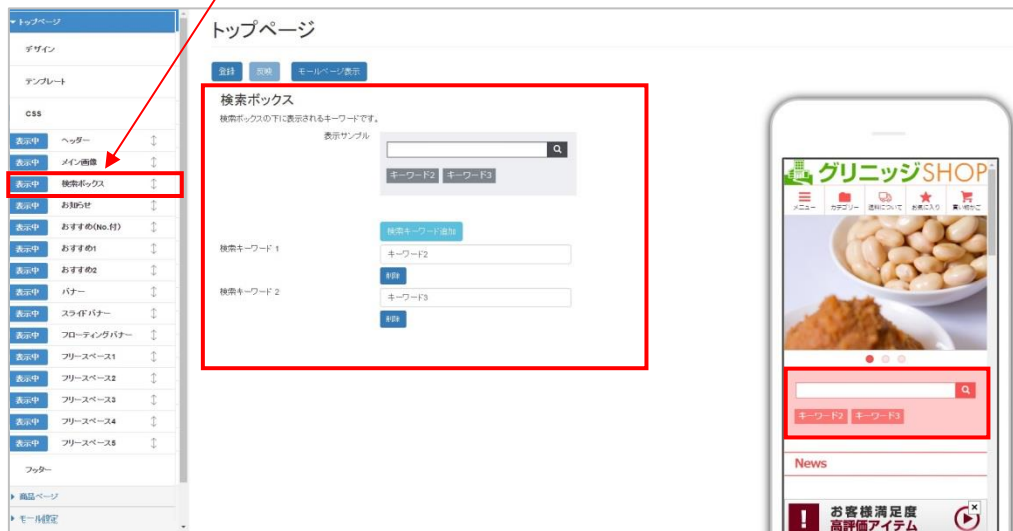 トップページ
デザイン
テンプレート
CSS
表示中 ヘッダー
表示中 メイン画像
表示中 検索ボックス
表示中 お知らせ
表示中 おすすめ(No.付)
表示中 おすすめ1
表示中 おすすめ2
表示中 バナー
表示中 スライドバナー
表示中 フローティングバナー
表示中 フリースペース1
表示中 フリースペース2
表示中 フリースペース3
表示中 フリースペース4
表示中 フリースペース5
フッター
商品ページ
モール設定
トップページ
登録 反映 モールページ表示
検索ボックス
検索ボックスの下に表示されるキーワードです。
表示サンプル
キーワード2 キーワード3
検索キーワード追加
検索キーワード 1 キーワード2
削除
検索キーワード 2 キーワード3
削除
グリニッジSHOP
メニュー カテゴリー 送料について お気に入り 買い物かご
キーワード2 キーワード3
News
お客様満足度
高評価アイテム